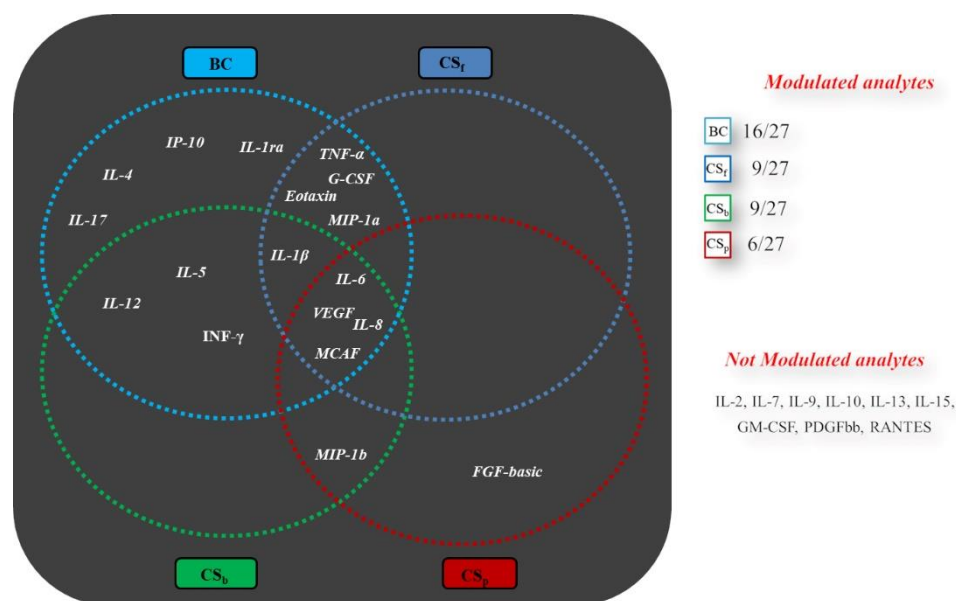 BC
CSf
IP-10
IL-1ra
TNF-α
IL-4
G-CSF
Eotaxin
IL-17
MIP-1a
IL-1β
IL-5
IL-6
IL-12
VEGF
IL-8
INF-γ
MCAF
MIP-1b
FGF-basic
CSb
CSp
Modulated analytes
BC 16/27
CSf 9/27
CSb 9/27
CSp 6/27
Not Modulated analytes
IL-2, IL-7, IL-9, IL-10, IL-13, IL-15,
GM-CSF, PDGFbb, RANTES